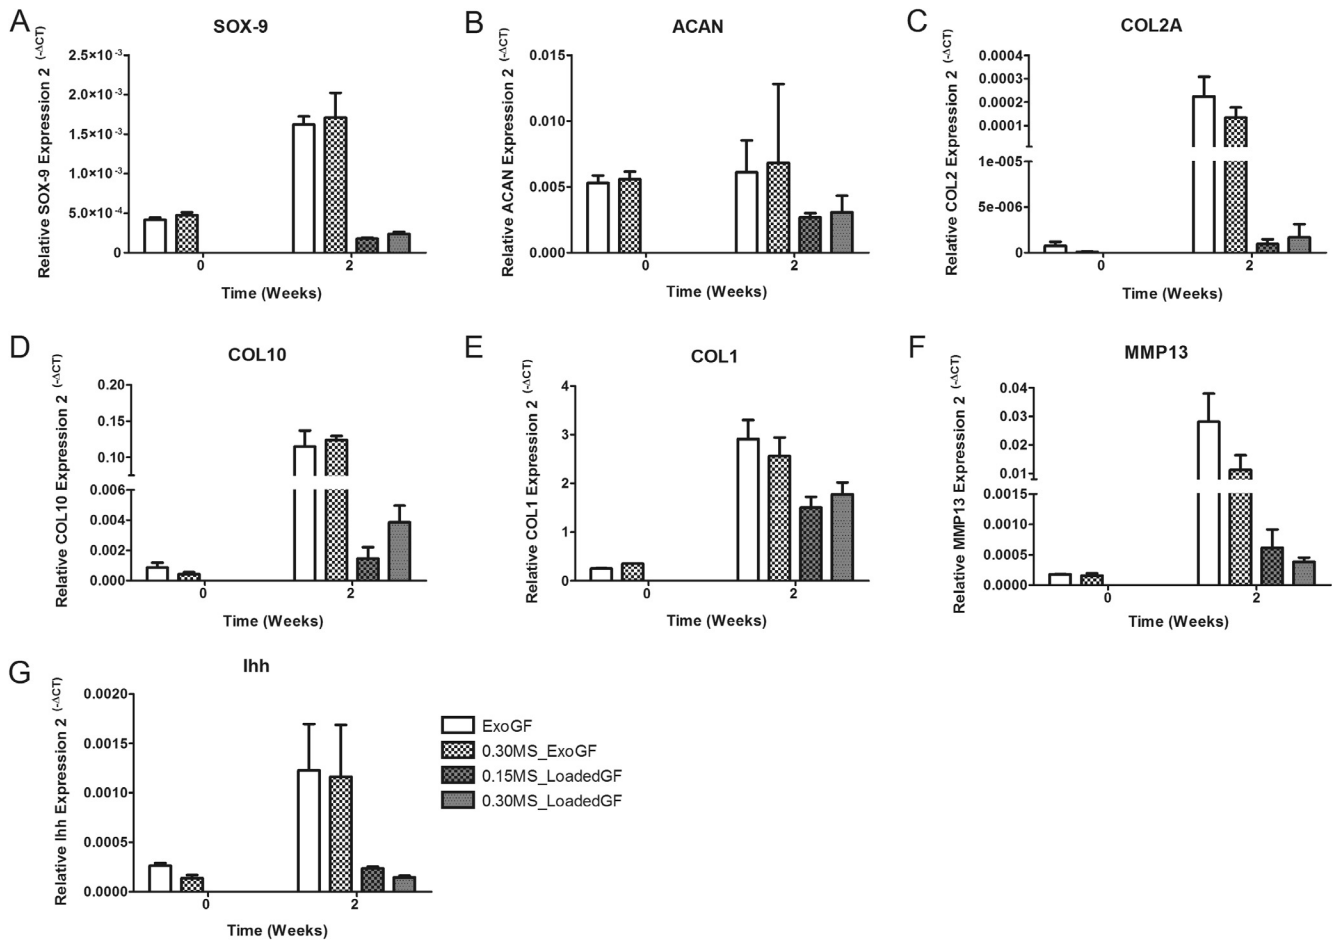 A
SOX-9
Relative SOX-9 Expression 2 (-ΔCT)
2.5×10-3
2.0×10-3
1.5×10-3
1.0×10-3
5.0×10-4
0
0 2
Time (Weeks)
B
ACAN
Relative ACAN Expression 2 (-ΔCT)
0.015
0.010
0.005
0.000
0 2
Time (Weeks)
C
COL2A
Relative COL2 Expression 2 (-ΔCT)
0.0004
0.0003
0.0002
0.0001
1e-005
5e-006
0
0 2
Time (Weeks)
D
COL10
Relative COL10 Expression 2 (-ΔCT)
0.20
0.15
0.10
0.006
0.004
0.002
0.000
0 2
Time (Weeks)
E
COL1
Relative COL1 Expression 2 (-ΔCT)
4
3
2
1
0
0 2
Time (Weeks)
F
MMP13
Relative MMP13 Expression 2 (-ΔCT)
0.04
0.03
0.02
0.01
0.0015
0.0010
0.0005
0.0000
0 2
Time (Weeks)
G
Ihh
Relative Ihh Expression 2 (-ΔCT)
0.0020
0.0015
0.0010
0.0005
0.0000
0 2
Time (Weeks)
ExoGF
0.30MS_ExoGF
0.15MS_LoadedGF
0.30MS_LoadedGF